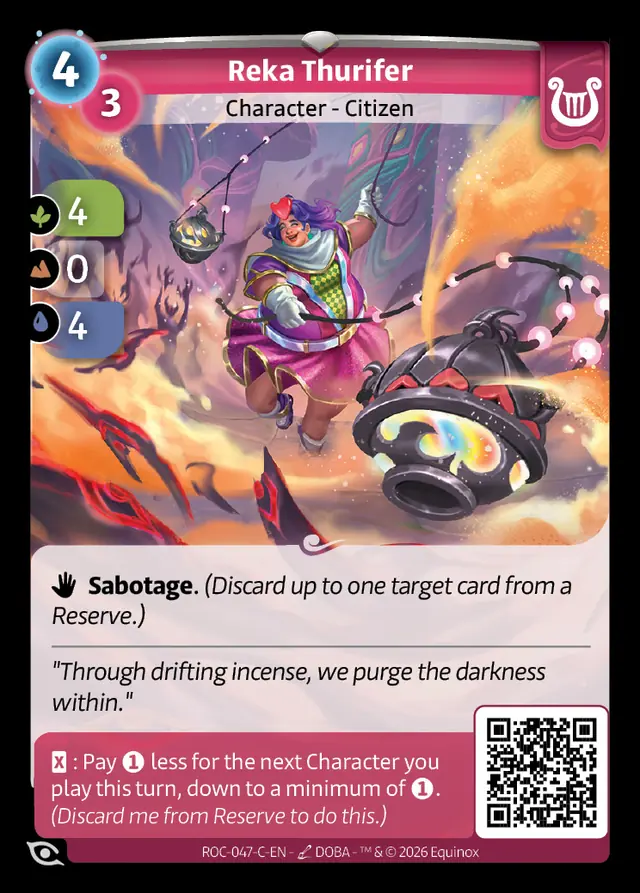 4
Reka Thurifer
3
Character - Citizen
4
0
4
Sabotage. (Discard up to one target card from a
Reserve.)
"Through drifting incense, we purge the darkness
within."
X : Pay 1 less for the next Character you
play this turn, down to a minimum of 1.
(Discard me from Reserve to do this.)
ROC-047-C-EN - DOBA - ™ & © 2026 Equinox